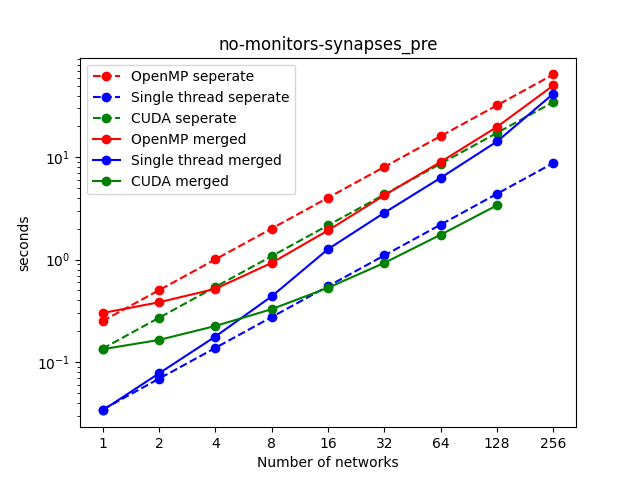 no-monitors-synapses_pre
OpenMP seperate
Single thread seperate
CUDA seperate
OpenMP merged
Single thread merged
CUDA merged
seconds
10¹
10⁰
10⁻¹
1 2 4 8 16 32 64 128 256
Number of networks